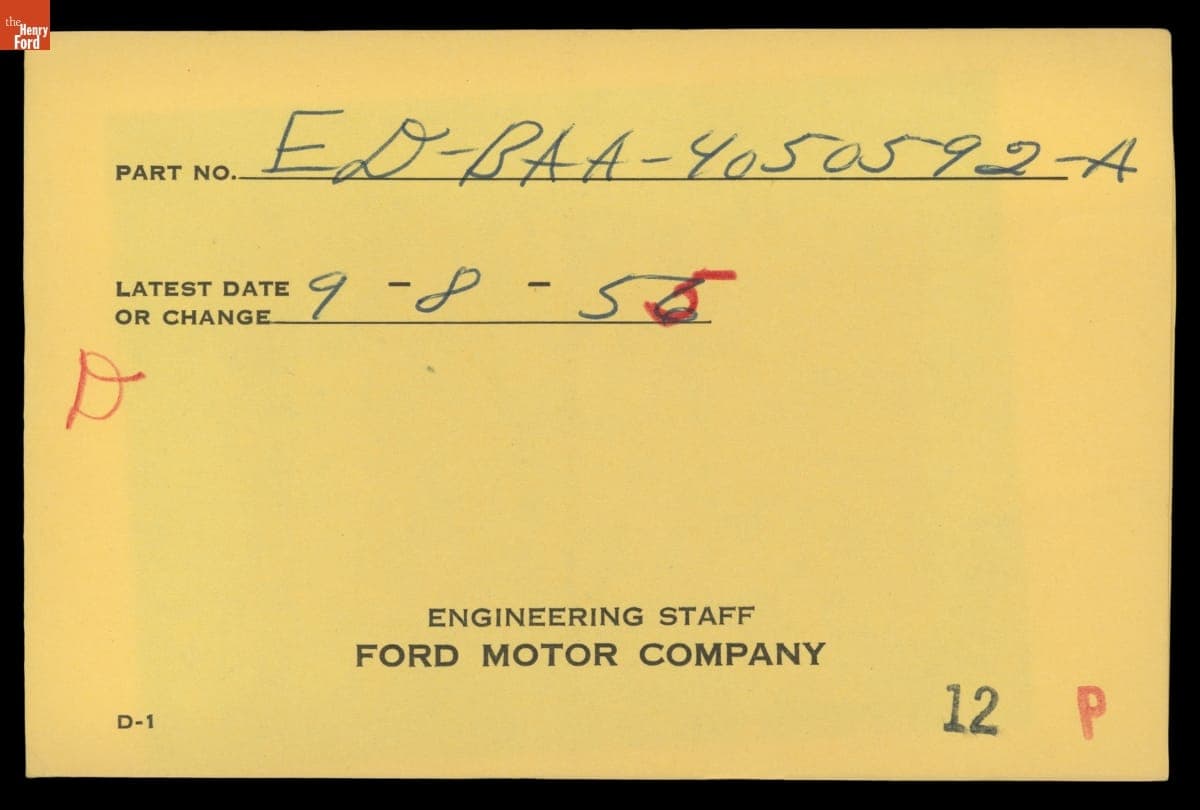 the
Henry
Ford
PART NO. ED-BAA-4050592-A
LATEST DATE
OR CHANGE 9-8-55
D
ENGINEERING STAFF
FORD MOTOR COMPANY
D-1
12 P